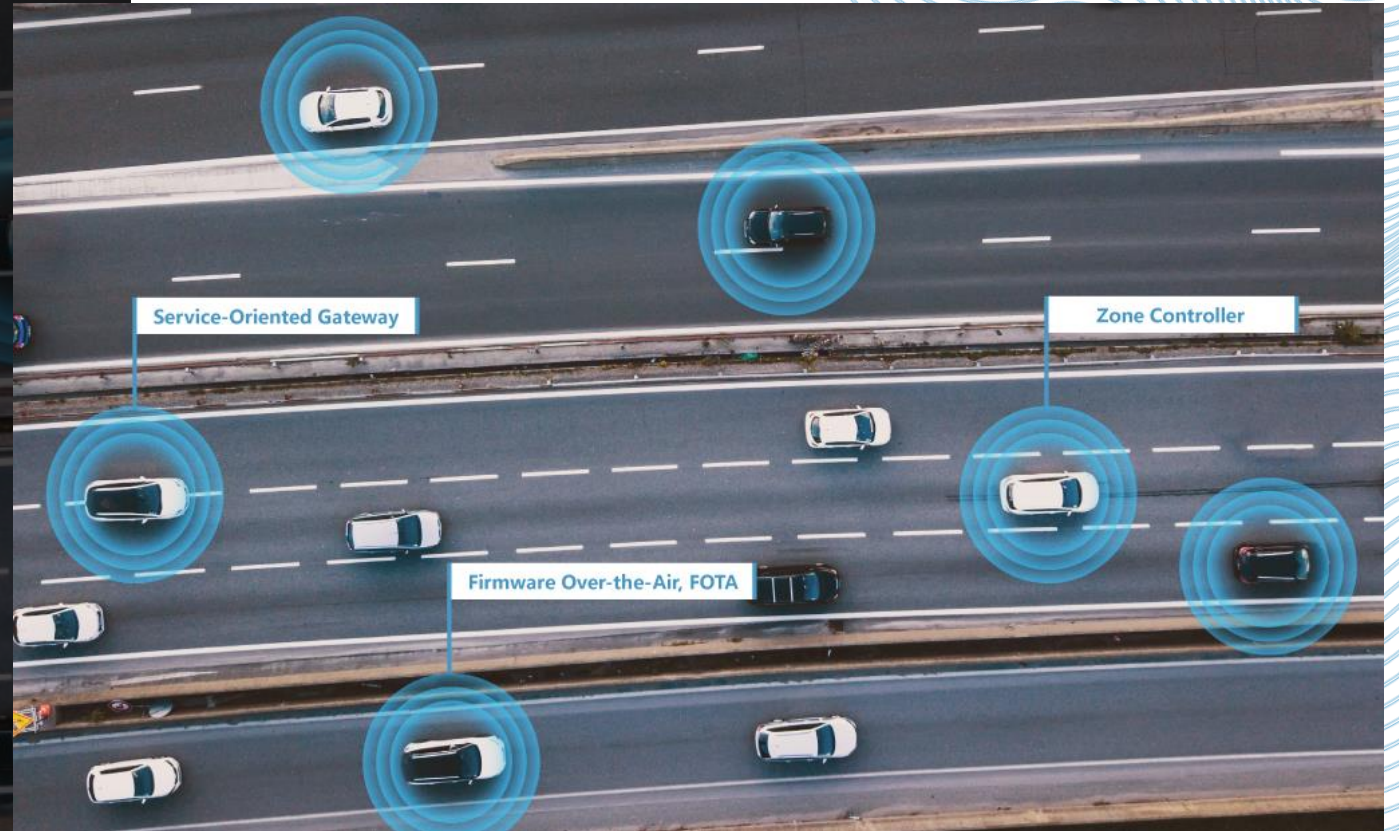 Service-Oriented Gateway
Zone Controller
Firmware Over-the-Air, FOTA